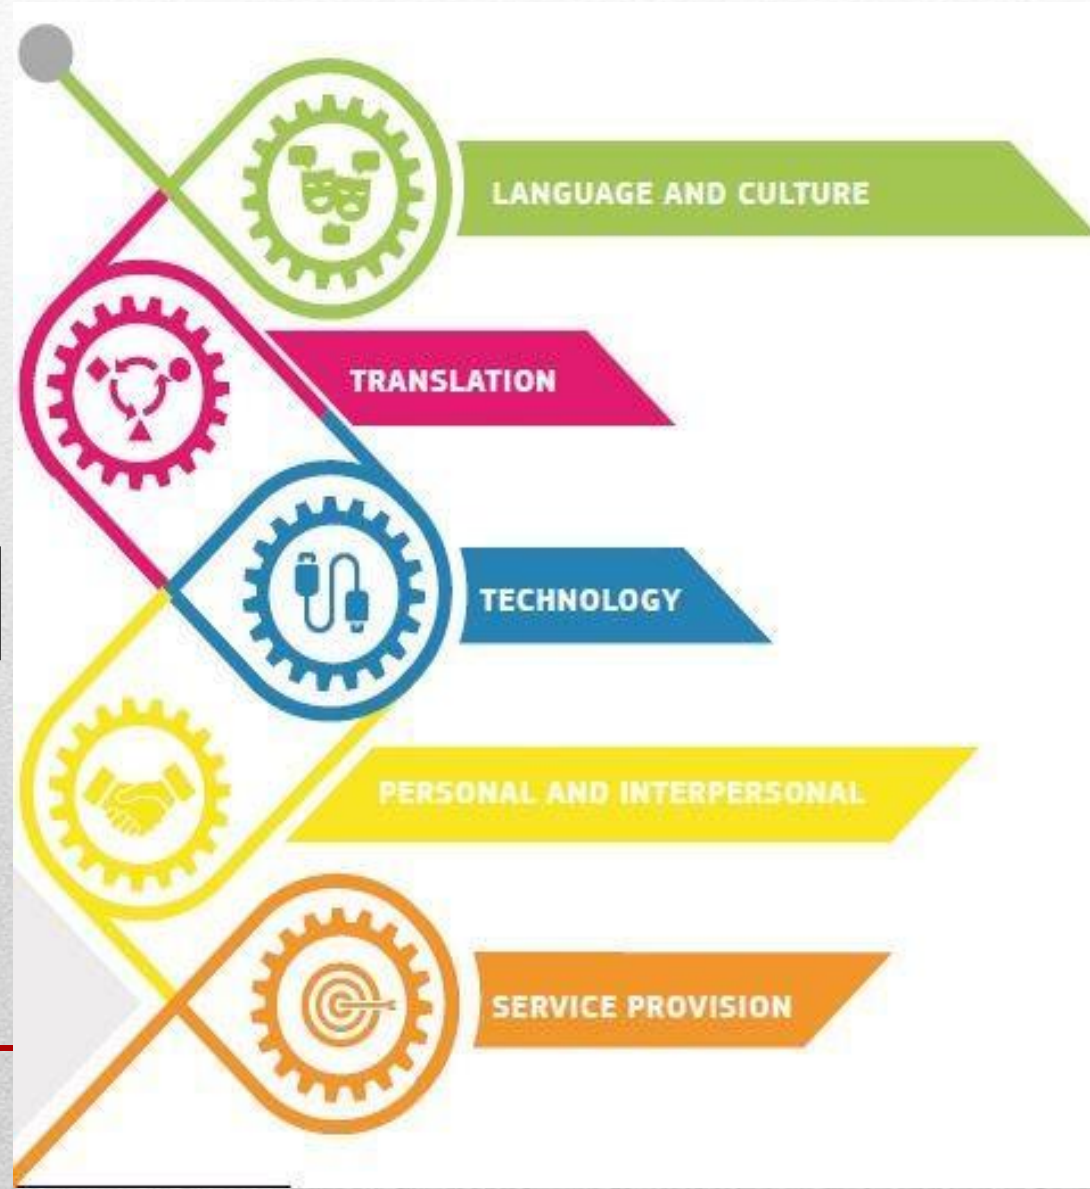 LANGUAGE AND CULTURE
TRANSLATION
TECHNOLOGY
PERSONAL AND INTERPERSONAL
SERVICE PROVISION